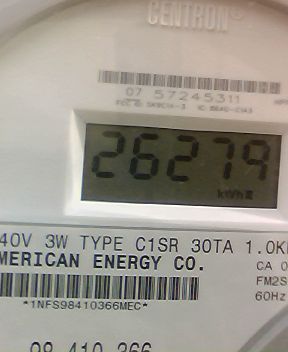 CENTRON®
07 57245311
26279
kWh
40V 3W TYPE C1SR 30TA 1.0K
MERICAN ENERGY CO.
CA 0
FM2S
60Hz
*1NFS98410366MEC*
98 410 366